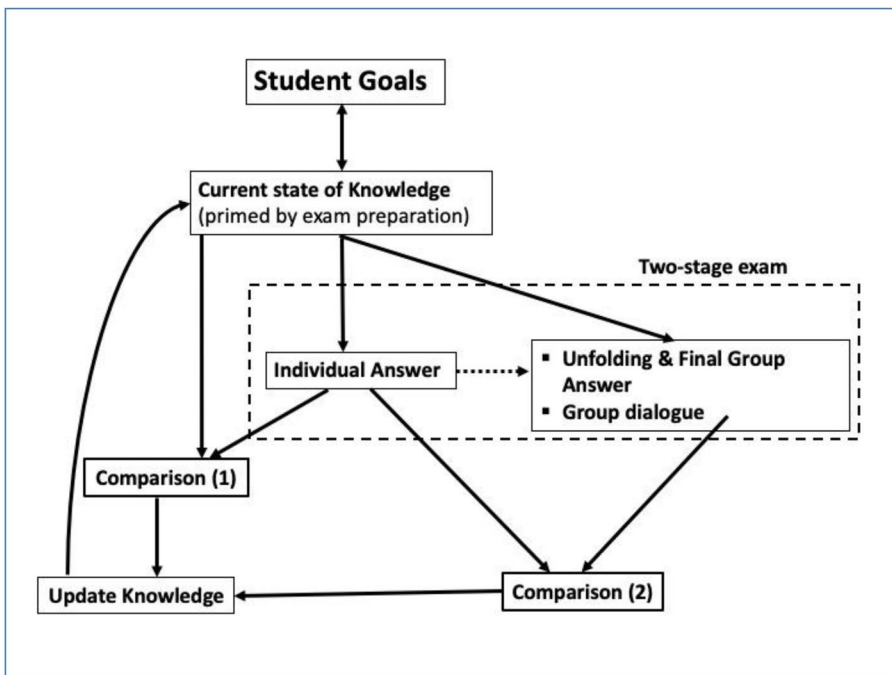 Student Goals
Current state of Knowledge
(primed by exam preparation)
Two-stage exam
Individual Answer
▪ Unfolding & Final Group
Answer
▪ Group dialogue
Comparison (1)
Update Knowledge
Comparison (2)